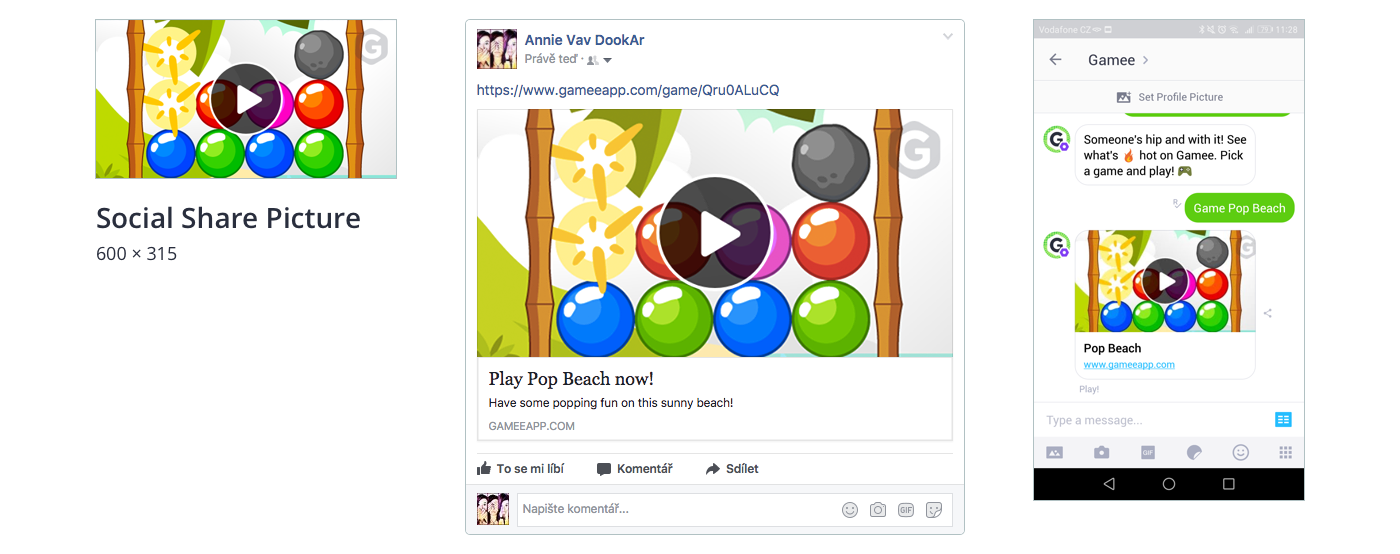 Social Share Picture
600 × 315
Annie Vav DookAr
Právě teď ·
https://www.gameeapp.com/game/Qru0ALuCQ
G
Play Pop Beach now!
Have some popping fun on this sunny beach!
GAMEEAPP.COM
To se mi líbí
Komentář
Sdílet
Napište komentář...
GIF
Vodafone CZ
11:28
Gamee
Set Profile Picture
Someone's hip and with it! See
what's 🔥 hot on Gamee. Pick
a game and play! 🎮
Game Pop Beach
Pop Beach
www.gameeapp.com
Play!
Type a message...
GIF